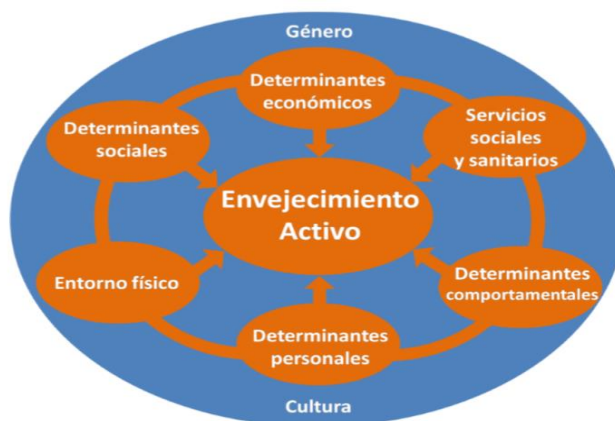 Género
Determinantes
económicos
Determinantes
sociales
Servicios
sociales
y sanitarios
Envejecimiento
Activo
Entorno físico
Determinantes
comportamentales
Determinantes
personales
Cultura